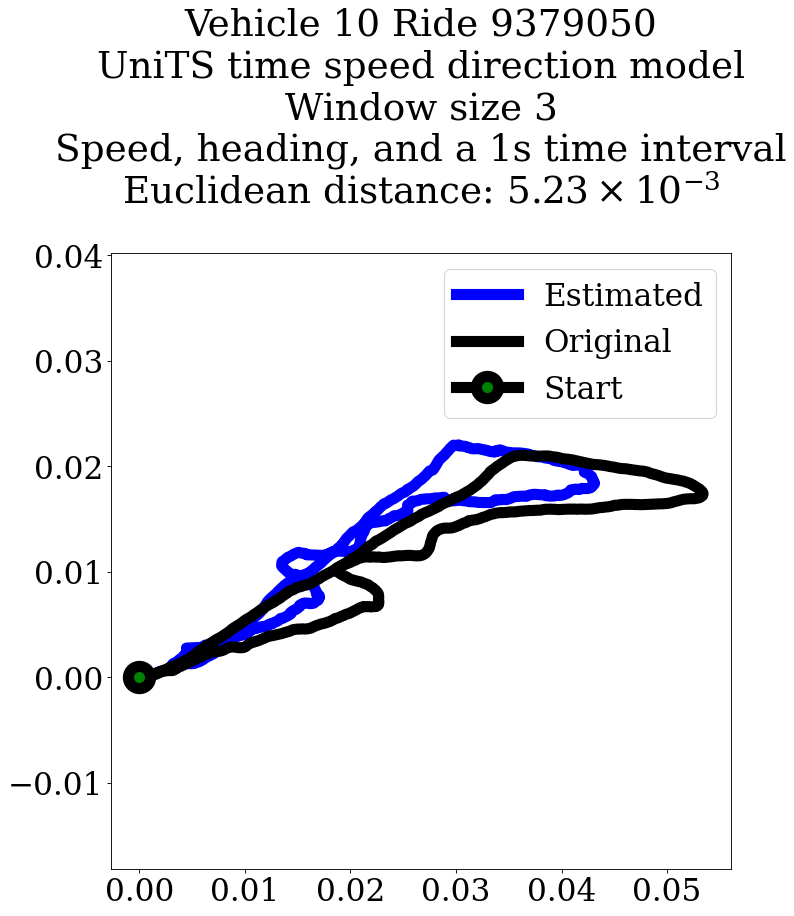 Vehicle 10 Ride 9379050
UniTS time speed direction model
Window size 3
Speed, heading, and a 1s time interval
Euclidean distance: 5.23 × 10⁻³
Estimated
Original
Start
0.04
0.03
0.02
0.01
0.00
−0.01
0.00 0.01 0.02 0.03 0.04 0.05